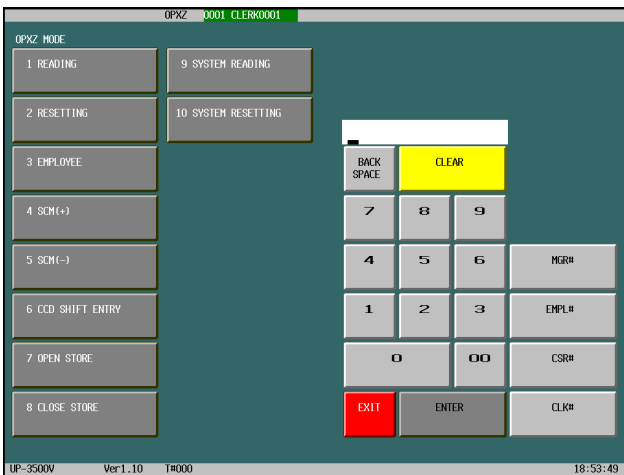 OPXZ 0001 CLERK0001
OPXZ MODE
1 READING
9 SYSTEM READING
2 RESETTING
10 SYSTEM RESETTING
3 EMPLOYEE
4 SCM(+)
5 SCM(-)
6 CCD SHIFT ENTRY
7 OPEN STORE
8 CLOSE STORE
BACK
SPACE
CLEAR
7 8 9
4 5 6 MGR#
1 2 3 EMPL#
0 00 CSR#
EXIT ENTER CLK#
UP-3500V Ver1.10 T#000 18:53:49